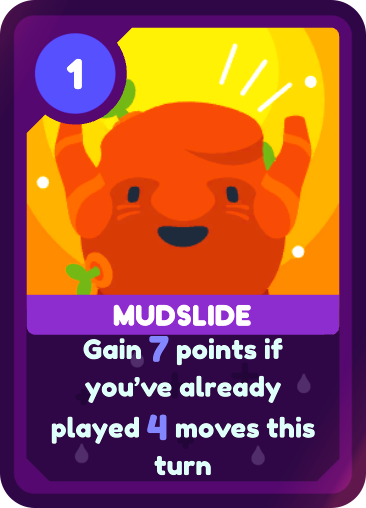 1
MUDSLIDE
Gain 7 points if
you've already
played 4 moves this
turn